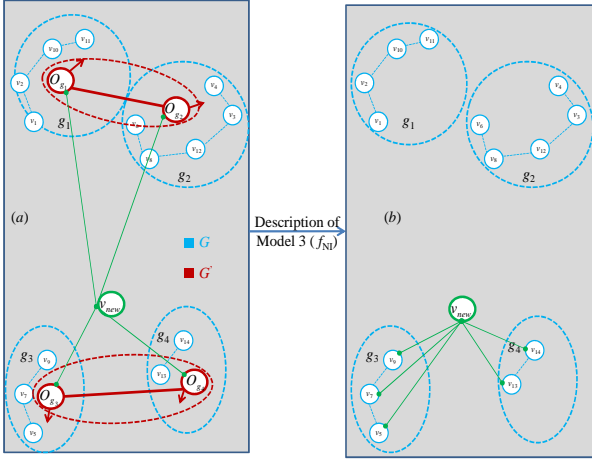 v11
v10
v2
Og1
v1
g1
v4
Og2
v3
v8
v12
g2
(a)
G
G'
vnew
g3
v9
v7
Og3
v5
g4
v14
v13
Og4
Description of
Model 3 (fNI)
v11
v10
v2
v1
g1
v4
v3
v6
v12
v8
g2
(b)
vnew
g3
v9
v7
v5
g4
v14
v13